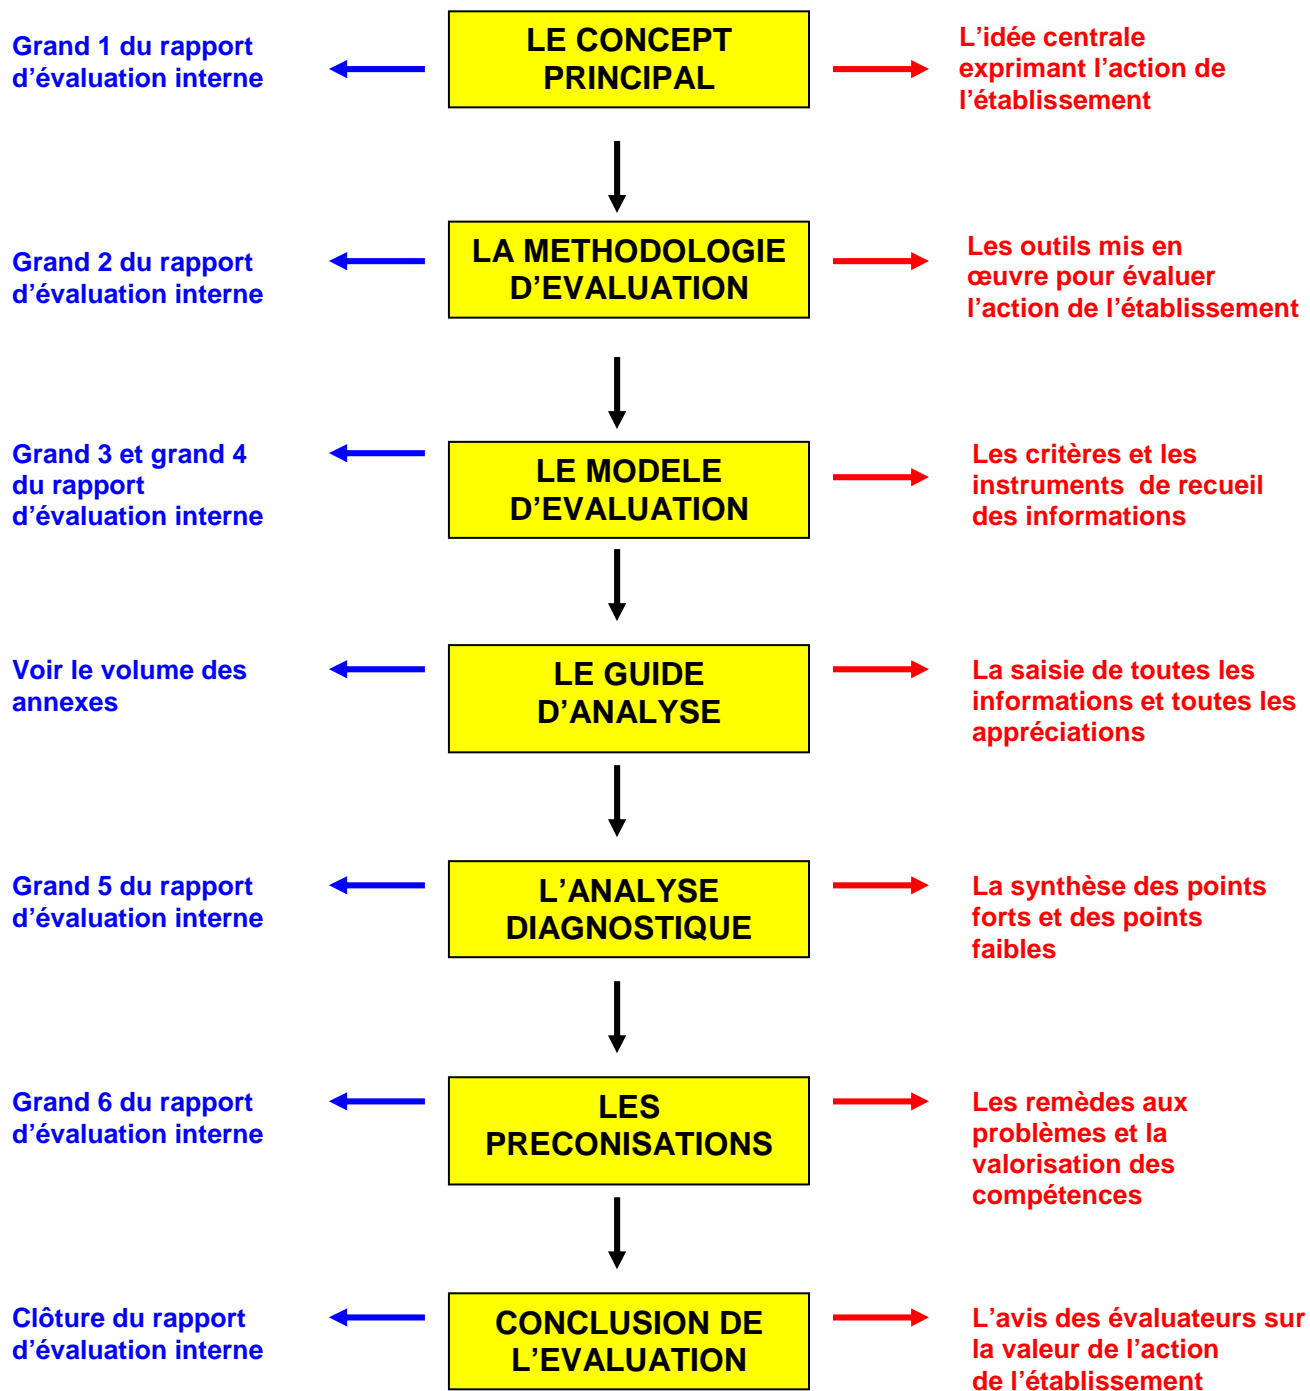 Grand 1 du rapport
d’évaluation interne
LE CONCEPT
PRINCIPAL
L’idée centrale
exprimant l’action de
l’établissement
Grand 2 du rapport
d’évaluation interne
LA METHODOLOGIE
D’EVALUATION
Les outils mis en
œuvre pour évaluer
l’action de l’établissement
Grand 3 et grand 4
du rapport
d’évaluation interne
LE MODELE
D’EVALUATION
Les critères et les
instruments de recueil
des informations
Voir le volume des
annexes
LE GUIDE
D’ANALYSE
La saisie de toutes les
informations et toutes les
appréciations
Grand 5 du rapport
d’évaluation interne
L’ANALYSE
DIAGNOSTIQUE
La synthèse des points
forts et des points
faibles
Grand 6 du rapport
d’évaluation interne
LES
PRECONISATIONS
Les remèdes aux
problèmes et la
valorisation des
compétences
Clôture du rapport
d’évaluation interne
CONCLUSION DE
L’EVALUATION
L’avis des évaluateurs sur
la valeur de l’action
de l’établissement